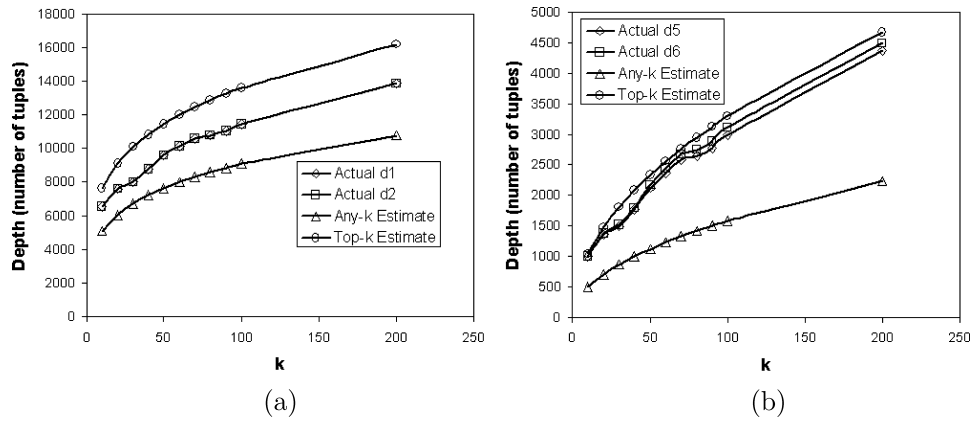 18000
16000
14000
12000
10000
8000
6000
4000
2000
0
Depth (number of tuples)
Actual d1
Actual d2
Any-k Estimate
Top-k Estimate
0 50 100 150 200 250
k
(a)
5000
4500
4000
3500
3000
2500
2000
1500
1000
500
0
Depth (number of tuples)
Actual d5
Actual d6
Any-k Estimate
Top-k Estimate
0 50 100 150 200 250
k
(b)